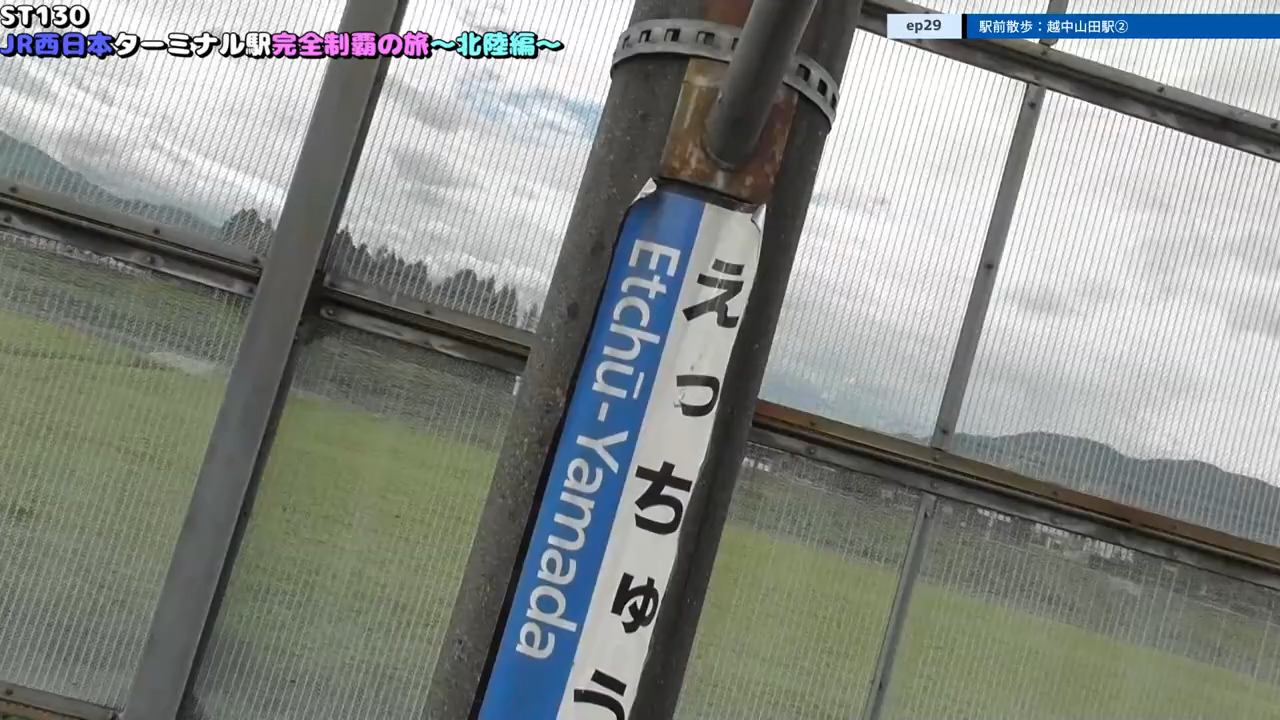 ST130
JR西日本ターミナル駅完全制覇の旅～北陸編～
ep29
駅前散歩：越中山田駅②
えっちゅう
Etchū-Yamada